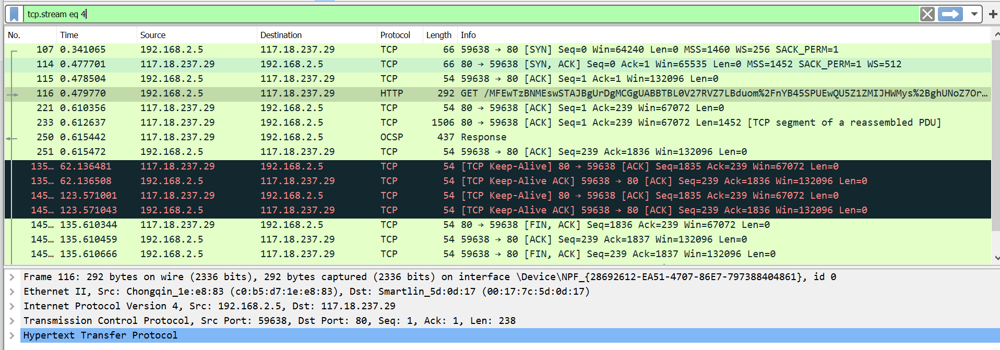 tcp.stream eq 4
No. Time Source Destination Protocol Length Info
107 0.341065 192.168.2.5 117.18.237.29 TCP 66 59638 → 80 [SYN] Seq=0 Win=64240 Len=0 MSS=1460 WS=256 SACK_PERM=1
114 0.477701 117.18.237.29 192.168.2.5 TCP 66 80 → 59638 [SYN, ACK] Seq=0 Ack=1 Win=65535 Len=0 MSS=1452 SACK_PERM=1 WS=512
115 0.478504 192.168.2.5 117.18.237.29 TCP 54 59638 → 80 [ACK] Seq=1 Ack=1 Win=132096 Len=0
116 0.479770 192.168.2.5 117.18.237.29 HTTP 292 GET /MFEwTzBNMEswSTAJBgUrDgMCGgUABBTBL0V27RVZ7LBduom%2FnYB45SPUEwQU5Z1ZMIJHWMys%2BghUNoZ7Or…
221 0.610356 117.18.237.29 192.168.2.5 TCP 54 80 → 59638 [ACK] Seq=1 Ack=239 Win=67072 Len=0
233 0.612637 117.18.237.29 192.168.2.5 TCP 1506 80 → 59638 [ACK] Seq=1 Ack=239 Win=67072 Len=1452 [TCP segment of a reassembled PDU]
250 0.615442 117.18.237.29 192.168.2.5 OCSP 437 Response
251 0.615472 192.168.2.5 117.18.237.29 TCP 54 59638 → 80 [ACK] Seq=239 Ack=1836 Win=132096 Len=0
135… 62.136481 117.18.237.29 192.168.2.5 TCP 54 [TCP Keep-Alive] 80 → 59638 [ACK] Seq=1835 Ack=239 Win=67072 Len=0
135… 62.136508 192.168.2.5 117.18.237.29 TCP 54 [TCP Keep-Alive ACK] 59638 → 80 [ACK] Seq=239 Ack=1836 Win=132096 Len=0
145… 123.571001 117.18.237.29 192.168.2.5 TCP 54 [TCP Keep-Alive] 80 → 59638 [ACK] Seq=1835 Ack=239 Win=67072 Len=0
145… 123.571043 192.168.2.5 117.18.237.29 TCP 54 [TCP Keep-Alive ACK] 59638 → 80 [ACK] Seq=239 Ack=1836 Win=132096 Len=0
145… 135.610344 117.18.237.29 192.168.2.5 TCP 54 80 → 59638 [FIN, ACK] Seq=1836 Ack=239 Win=67072 Len=0
145… 135.610459 192.168.2.5 117.18.237.29 TCP 54 59638 → 80 [ACK] Seq=239 Ack=1837 Win=132096 Len=0
145… 135.610666 192.168.2.5 117.18.237.29 TCP 54 59638 → 80 [FIN, ACK] Seq=239 Ack=1837 Win=132096 Len=0
Frame 116: 292 bytes on wire (2336 bits), 292 bytes captured (2336 bits) on interface \Device\NPF_{28692612-EA51-4707-86E7-797388404861}, id 0
Ethernet II, Src: Chongqin_1e:e8:83 (c0:b5:d7:1e:e8:83), Dst: Smartlin_5d:0d:17 (00:17:7c:5d:0d:17)
Internet Protocol Version 4, Src: 192.168.2.5, Dst: 117.18.237.29
Transmission Control Protocol, Src Port: 59638, Dst Port: 80, Seq: 1, Ack: 1, Len: 238
Hypertext Transfer Protocol